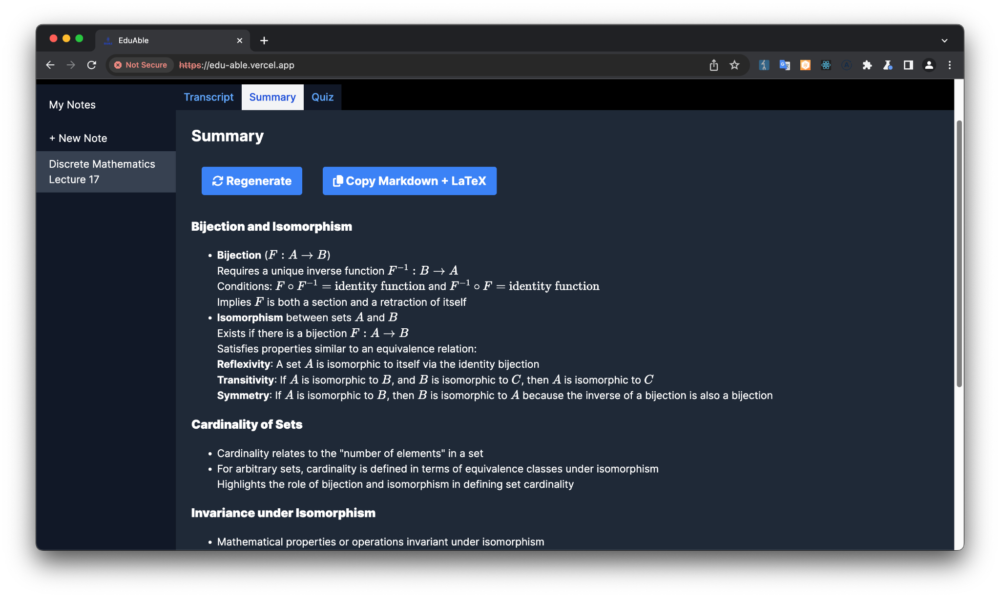 EduAble
Not Secure https://edu-able.vercel.app
My Notes
+ New Note
Discrete Mathematics
Lecture 17
Transcript Summary Quiz
Summary
Regenerate Copy Markdown + LaTeX
Bijection and Isomorphism
• Bijection (F : A → B)
Requires a unique inverse function F⁻¹ : B → A
Conditions: F ∘ F⁻¹ = identity function and F⁻¹ ∘ F = identity function
Implies F is both a section and a retraction of itself
• Isomorphism between sets A and B
Exists if there is a bijection F : A → B
Satisfies properties similar to an equivalence relation:
Reflexivity: A set A is isomorphic to itself via the identity bijection
Transitivity: If A is isomorphic to B, and B is isomorphic to C, then A is isomorphic to C
Symmetry: If A is isomorphic to B, then B is isomorphic to A because the inverse of a bijection is also a bijection
Cardinality of Sets
• Cardinality relates to the "number of elements" in a set
• For arbitrary sets, cardinality is defined in terms of equivalence classes under isomorphism
Highlights the role of bijection and isomorphism in defining set cardinality
Invariance under Isomorphism
• Mathematical properties or operations invariant under isomorphism